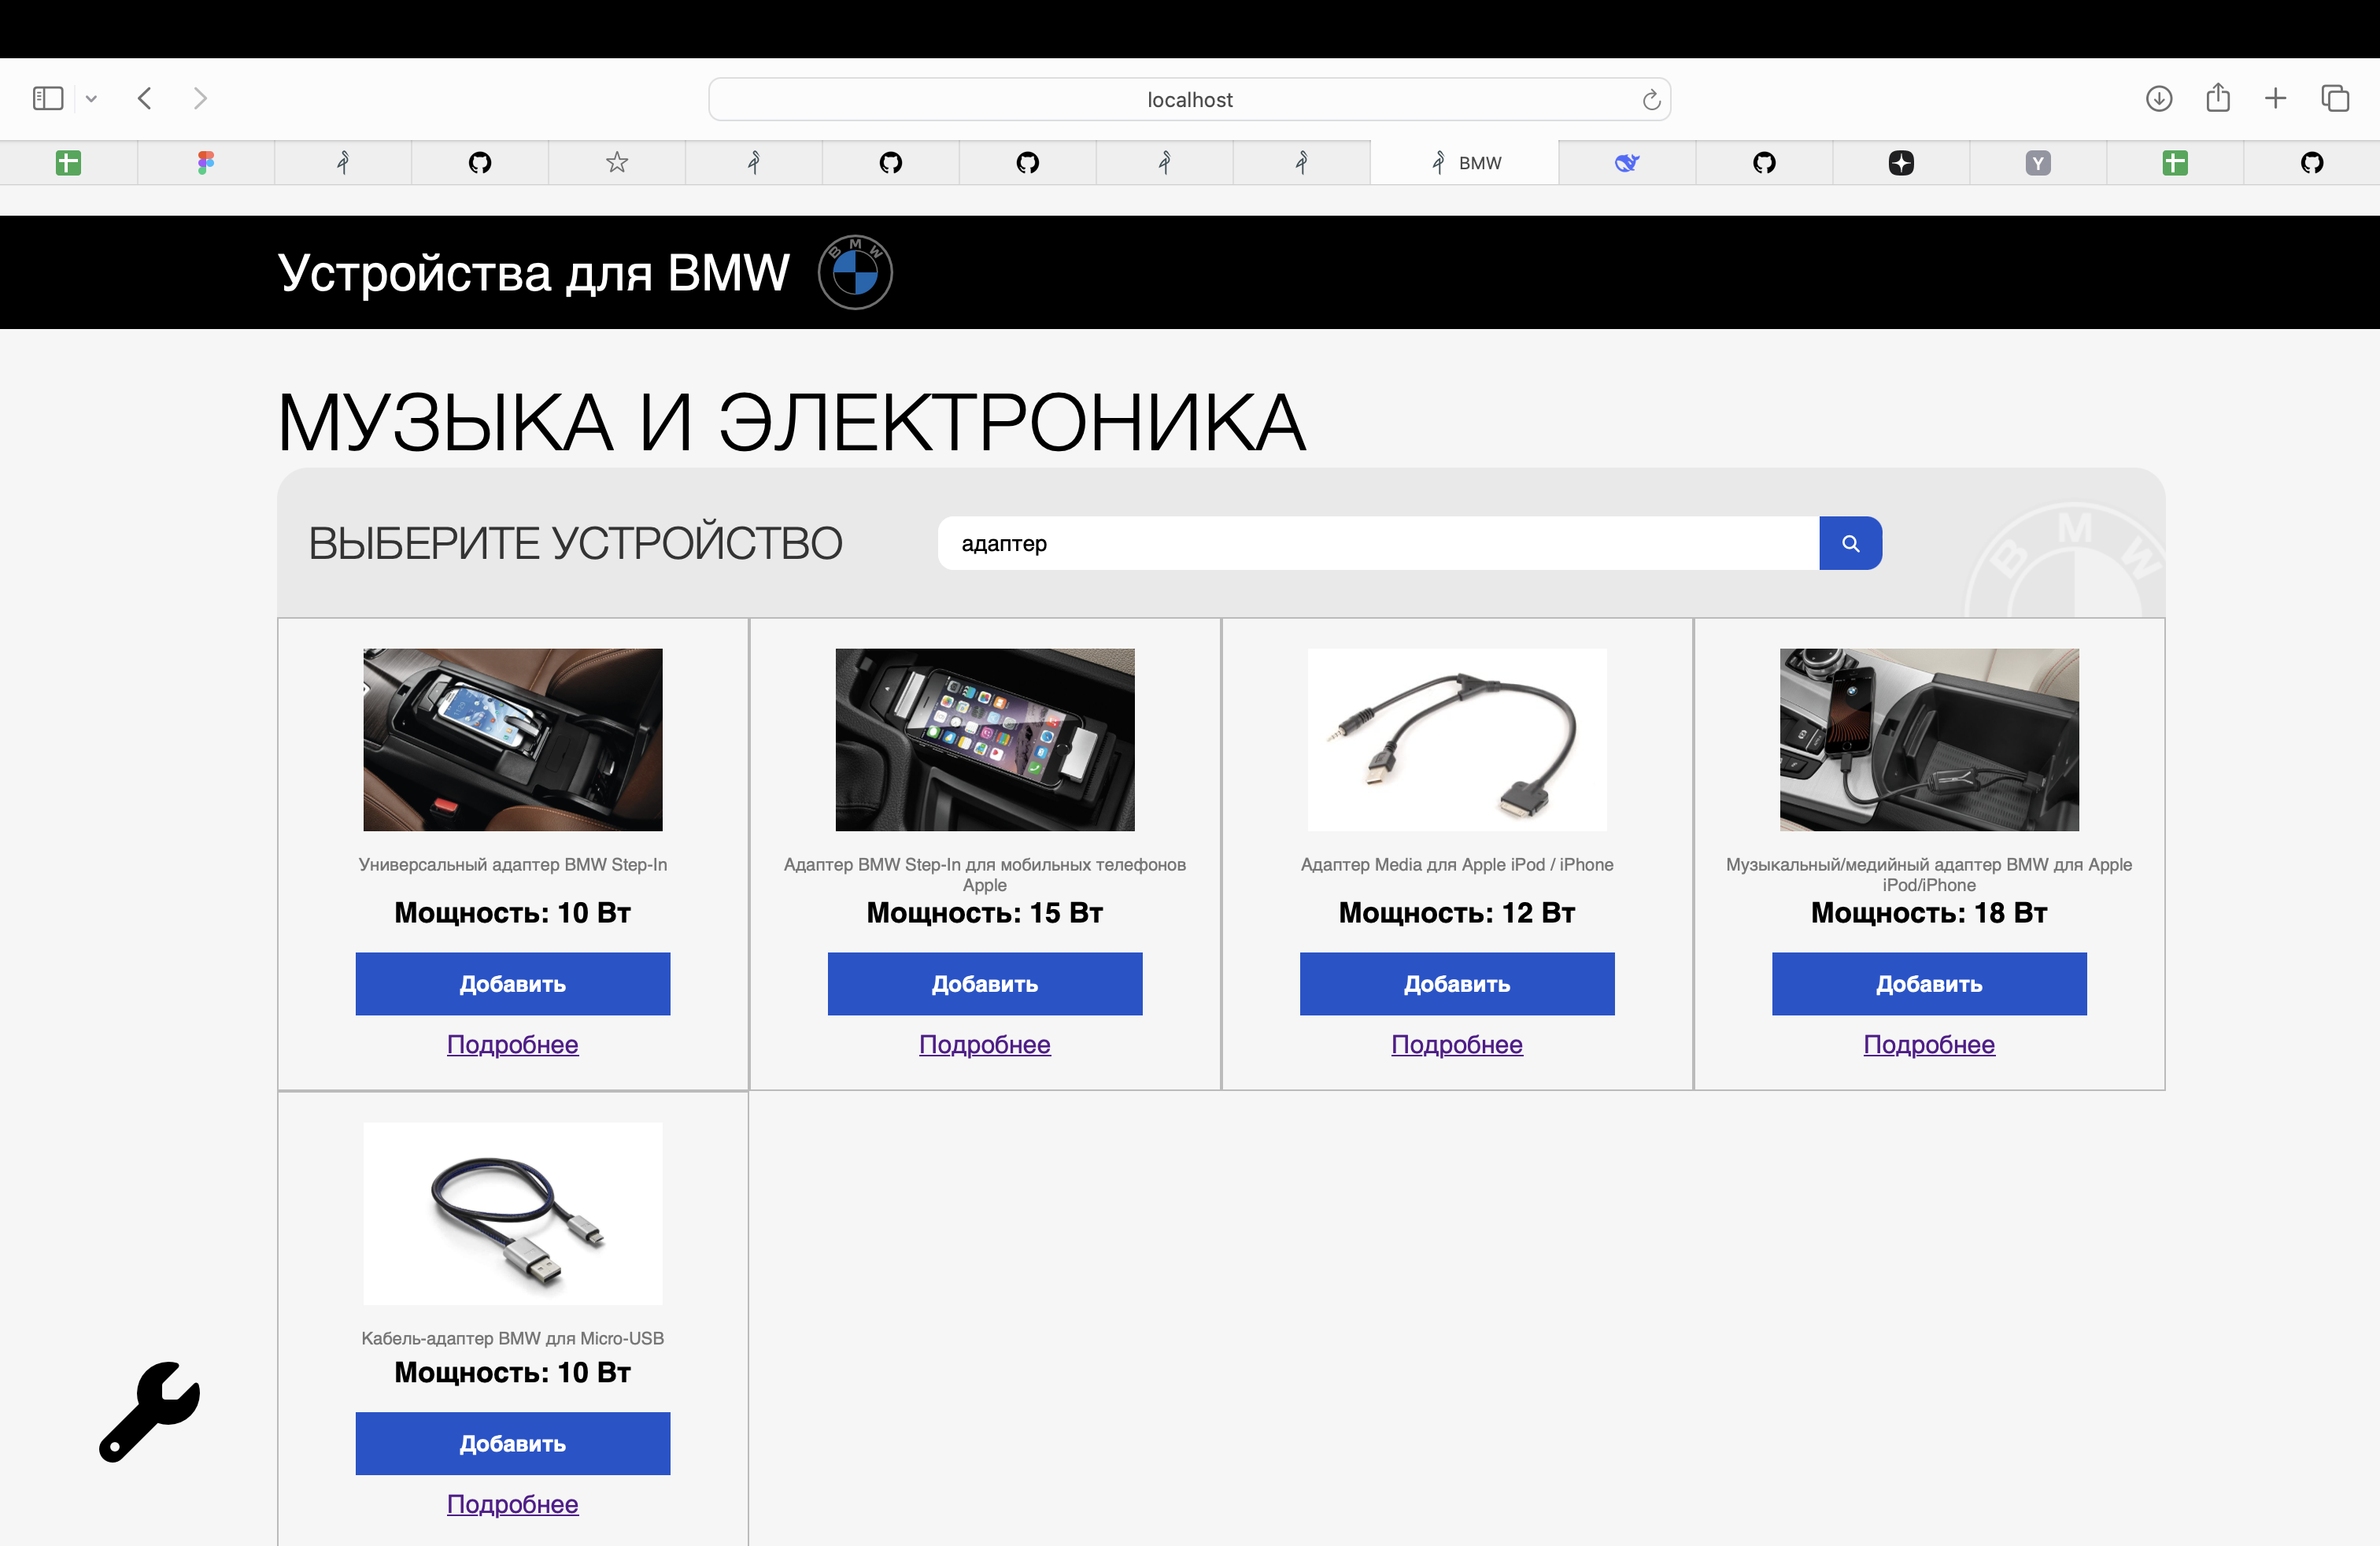 localhost
BMW
Y
Устройства для BMW
BMW
МУЗЫКА И ЭЛЕКТРОНИКА
ВЫБЕРИТЕ УСТРОЙСТВО
адаптер
BMW
Универсальный адаптер BMW Step-In
Мощность: 10 Вт
Добавить
Подробнее
Адаптер BMW Step-In для мобильных телефонов
Apple
Мощность: 15 Вт
Добавить
Подробнее
Адаптер Media для Apple iPod / iPhone
Мощность: 12 Вт
Добавить
Подробнее
Музыкальный/медийный адаптер BMW для Apple
iPod/iPhone
Мощность: 18 Вт
Добавить
Подробнее
Кабель-адаптер BMW для Micro-USB
Мощность: 10 Вт
Добавить
Подробнее